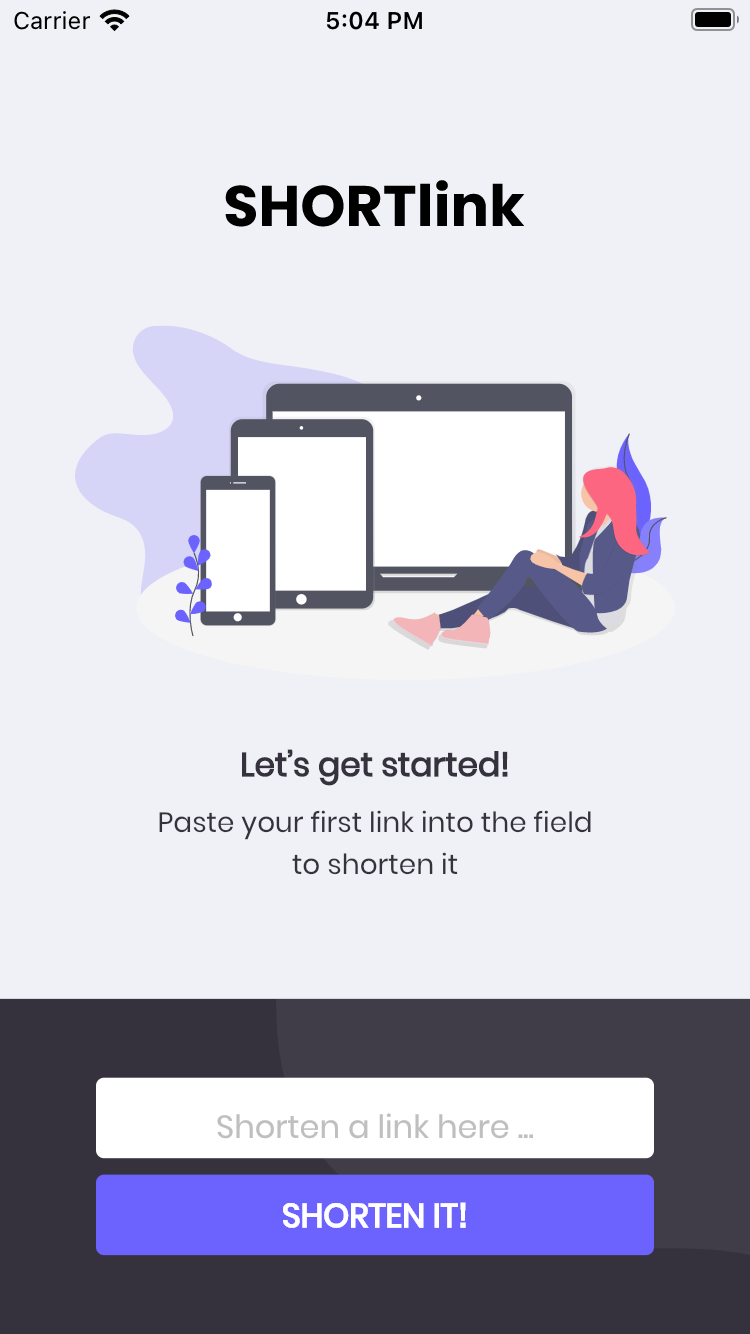 Carrier 5:04 PM
SHORTlink
Let’s get started!
Paste your first link into the field
to shorten it
Shorten a link here ...
SHORTEN IT!